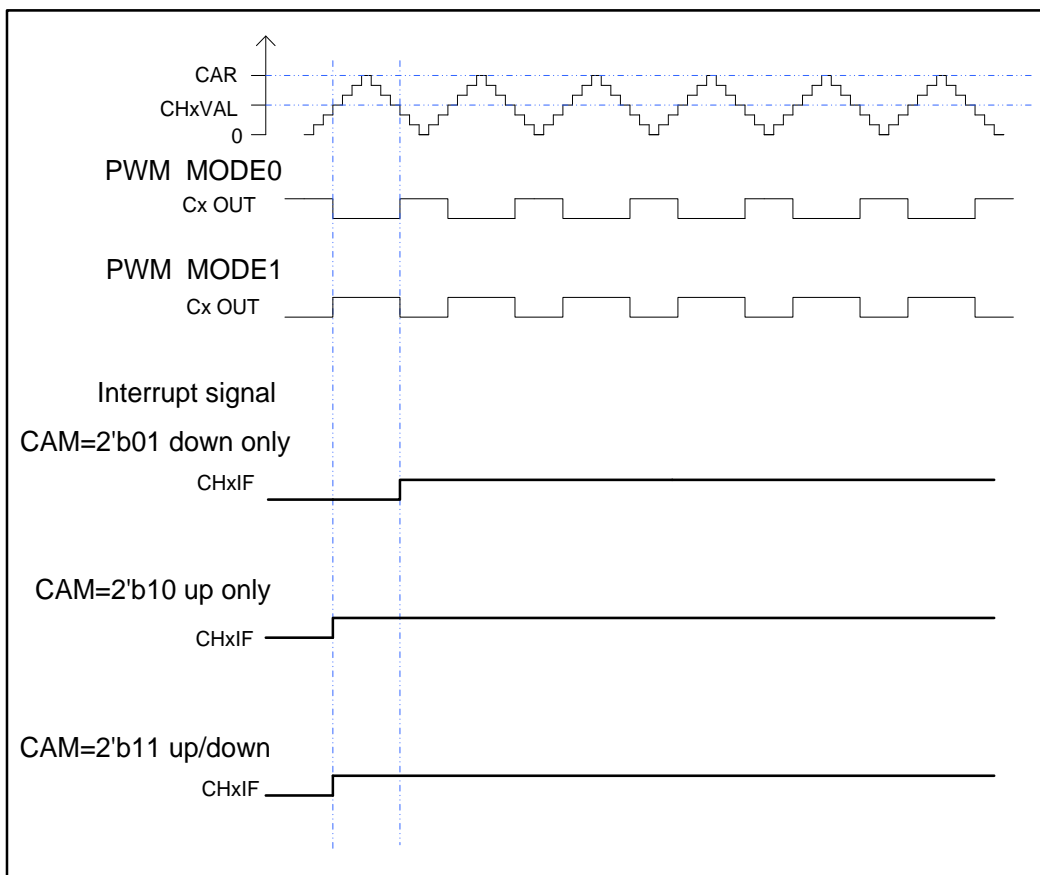 CAR
CHxVAL
0
PWM MODE0
Cx OUT
PWM MODE1
Cx OUT
Interrupt signal
CAM=2'b01 down only
CHxIF
CAM=2'b10 up only
CHxIF
CAM=2'b11 up/down
CHxIF